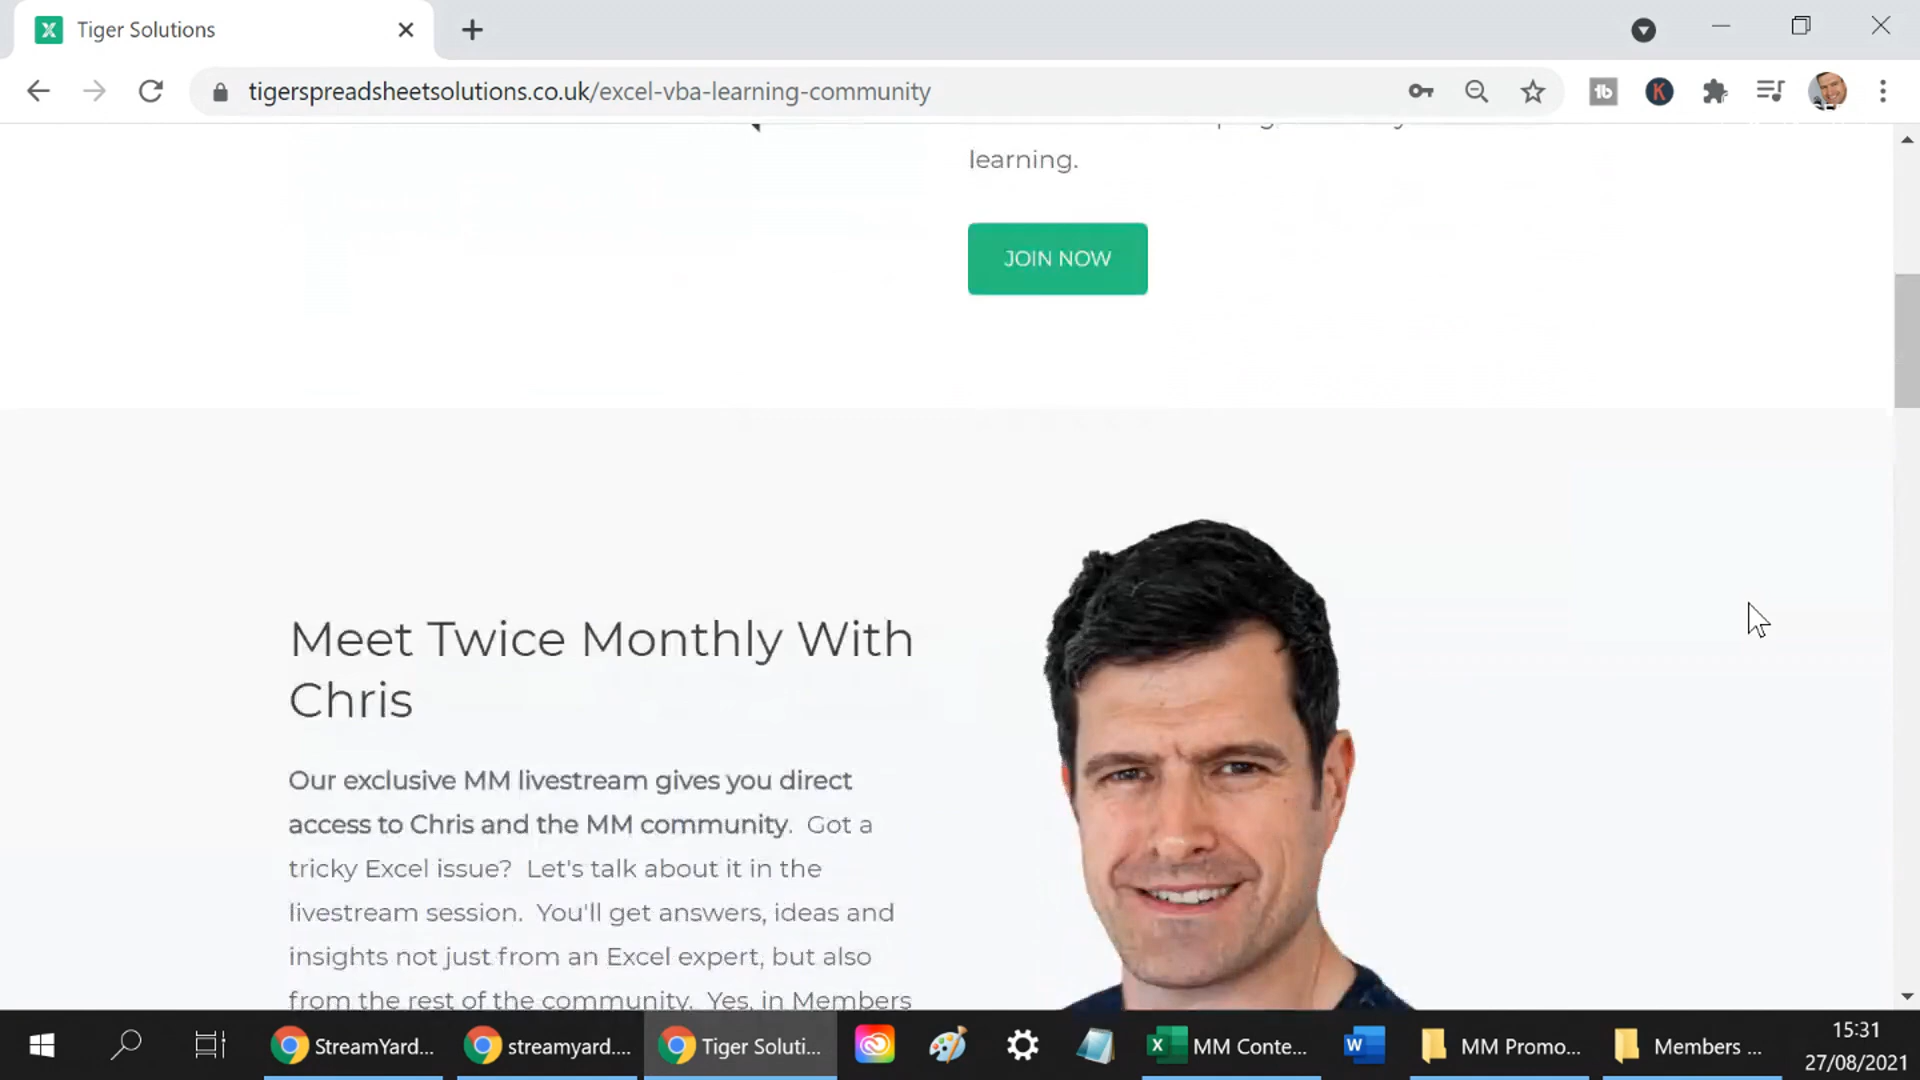 Tiger Solutions
tigerspreadsheetsolutions.co.uk/excel-vba-learning-community
learning.
JOIN NOW
Meet Twice Monthly With
Chris
Our exclusive MM livestream gives you direct
access to Chris and the MM community.  Got a
tricky Excel issue?  Let's talk about it in the
livestream session.  You'll get answers, ideas and
insights not just from an Excel expert, but also
from the rest of the community.  Yes, in Members
StreamYard...
streamyard....
Tiger Soluti...
MM Conte...
MM Promo...
Members ...
15:31
27/08/2021